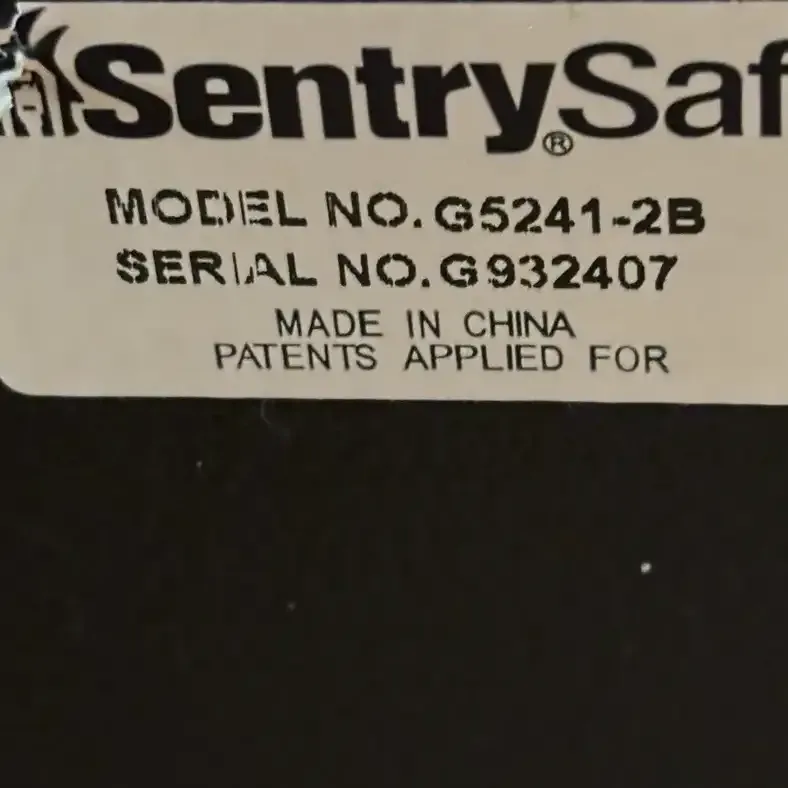 SentrySaf
®
MODEL NO. G5241-2B
SERIAL NO. G932407
MADE IN CHINA
PATENTS APPLIED FOR